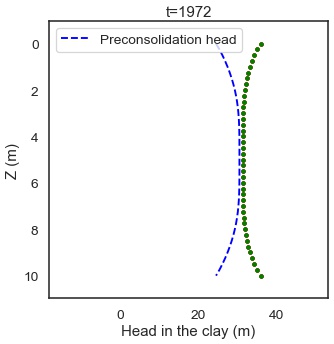 t=1972
Preconsolidation head
0
2
4
6
8
10
Z (m)
0 20 40
Head in the clay (m)